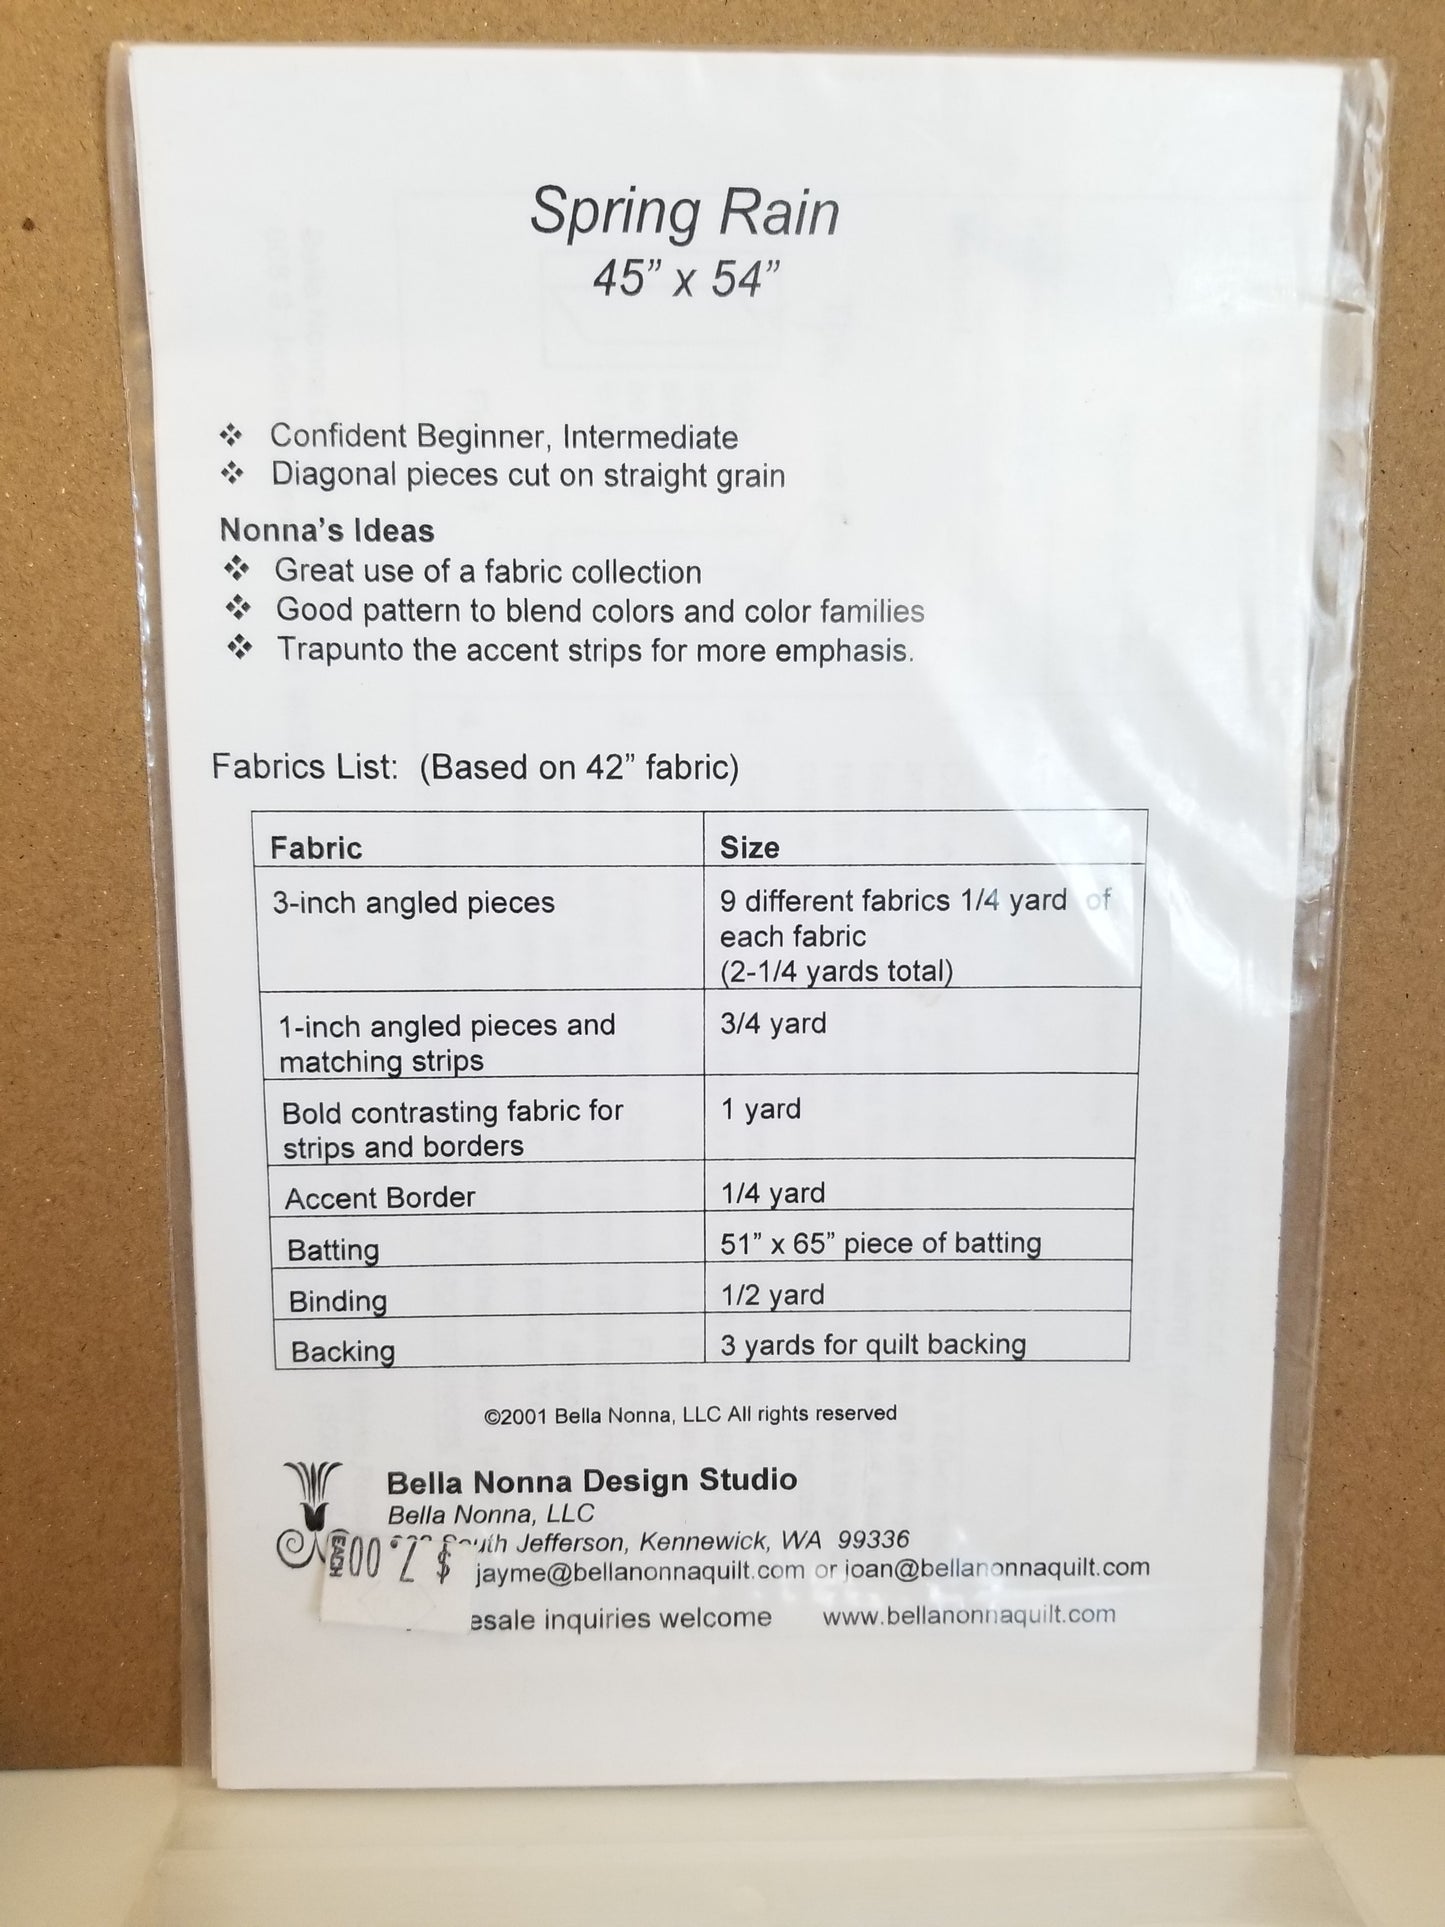 Spring Rain
45” x 54”
❖ Confident Beginner, Intermediate
❖ Diagonal pieces cut on straight grain
Nonna’s Ideas
❖ Great use of a fabric collection
❖ Good pattern to blend colors and color families
❖ Trapunto the accent strips for more emphasis.
Fabrics List: (Based on 42” fabric)
Fabric Size
3-inch angled pieces 9 different fabrics 1/4 yard of
each fabric
(2-1/4 yards total)
1-inch angled pieces and 3/4 yard
matching strips
Bold contrasting fabric for 1 yard
strips and borders
Accent Border 1/4 yard
Batting 51” x 65” piece of batting
Binding 1/2 yard
Backing 3 yards for quilt backing
©2001 Bella Nonna, LLC All rights reserved
Bella Nonna Design Studio
Bella Nonna, LLC
South Jefferson, Kennewick, WA 99336
jayme@bellanonnaquilt.com or joan@bellanonnaquilt.com
esale inquiries welcome www.bellanonnaquilt.com
$ 7.00 EACH